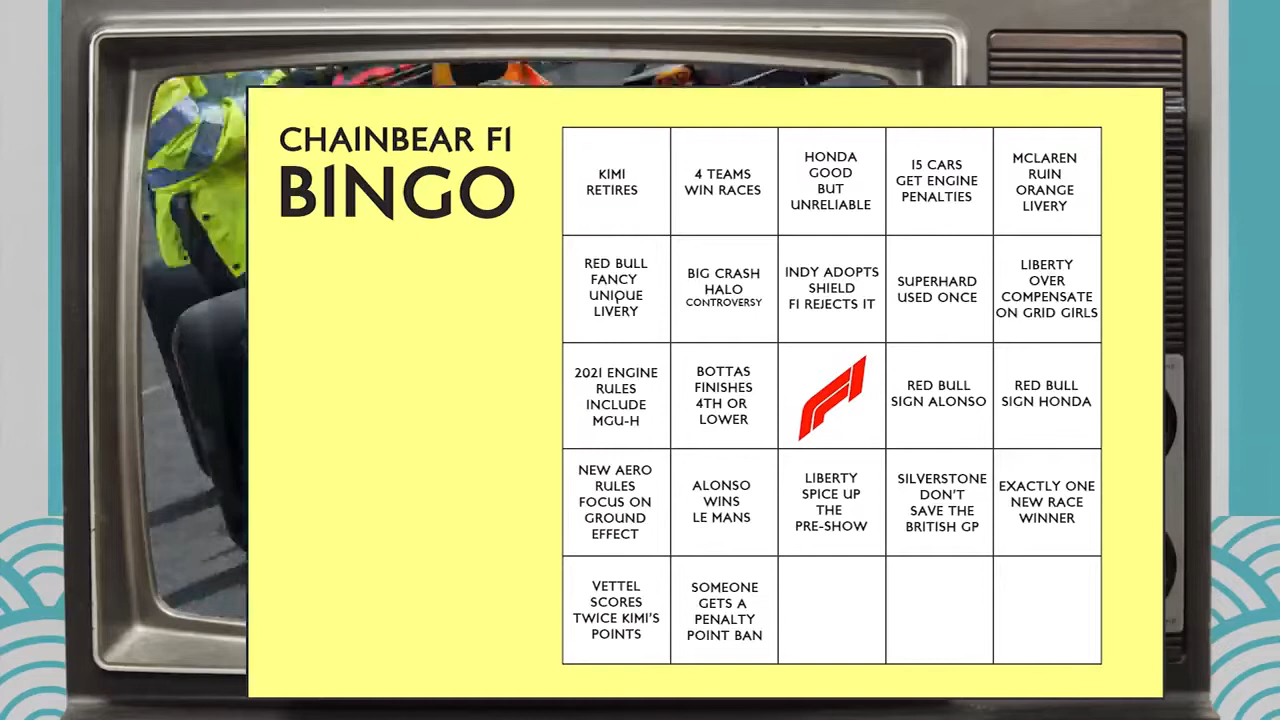 CHAINBEAR F1
BINGO
KIMI
RETIRES
4 TEAMS
WIN RACES
HONDA
GOOD
BUT
UNRELIABLE
15 CARS
GET ENGINE
PENALTIES
MCLAREN
RUIN
ORANGE
LIVERY
RED BULL
FANCY
UNIQUE
LIVERY
BIG CRASH
HALO
CONTROVERSY
INDY ADOPTS
SHIELD
F1 REJECTS IT
SUPERHARD
USED ONCE
LIBERTY
OVER
COMPENSATE
ON GRID GIRLS
2021 ENGINE
RULES
INCLUDE
MGU-H
BOTTAS
FINISHES
4TH OR
LOWER
RED BULL
SIGN ALONSO
RED BULL
SIGN HONDA
NEW AERO
RULES
FOCUS ON
GROUND
EFFECT
ALONSO
WINS
LE MANS
LIBERTY
SPICE UP
THE
PRE-SHOW
SILVERSTONE
DON'T
SAVE THE
BRITISH GP
EXACTLY ONE
NEW RACE
WINNER
VETTEL
SCORES
TWICE KIMI'S
POINTS
SOMEONE
GETS A
PENALTY
POINT BAN